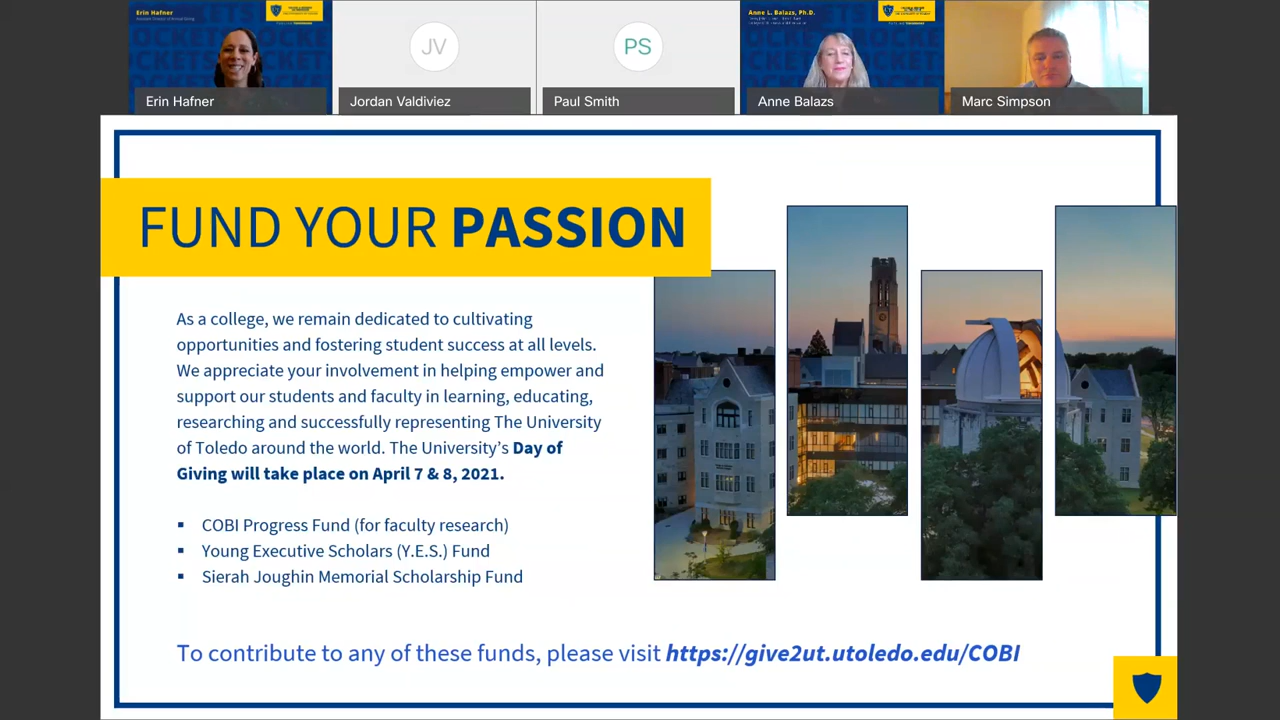 Erin Hafner
Anne L. Balazs, Ph.D.
JV
PS
Erin Hafner
Jordan Valdiviez
Paul Smith
Anne Balazs
Marc Simpson
FUND YOUR PASSION
As a college, we remain dedicated to cultivating
opportunities and fostering student success at all levels.
We appreciate your involvement in helping empower and
support our students and faculty in learning, educating,
researching and successfully representing The University
of Toledo around the world. The University’s Day of
Giving will take place on April 7 & 8, 2021.
▪ COBI Progress Fund (for faculty research)
▪ Young Executive Scholars (Y.E.S.) Fund
▪ Sierah Joughin Memorial Scholarship Fund
To contribute to any of these funds, please visit https://give2ut.utoledo.edu/COBI